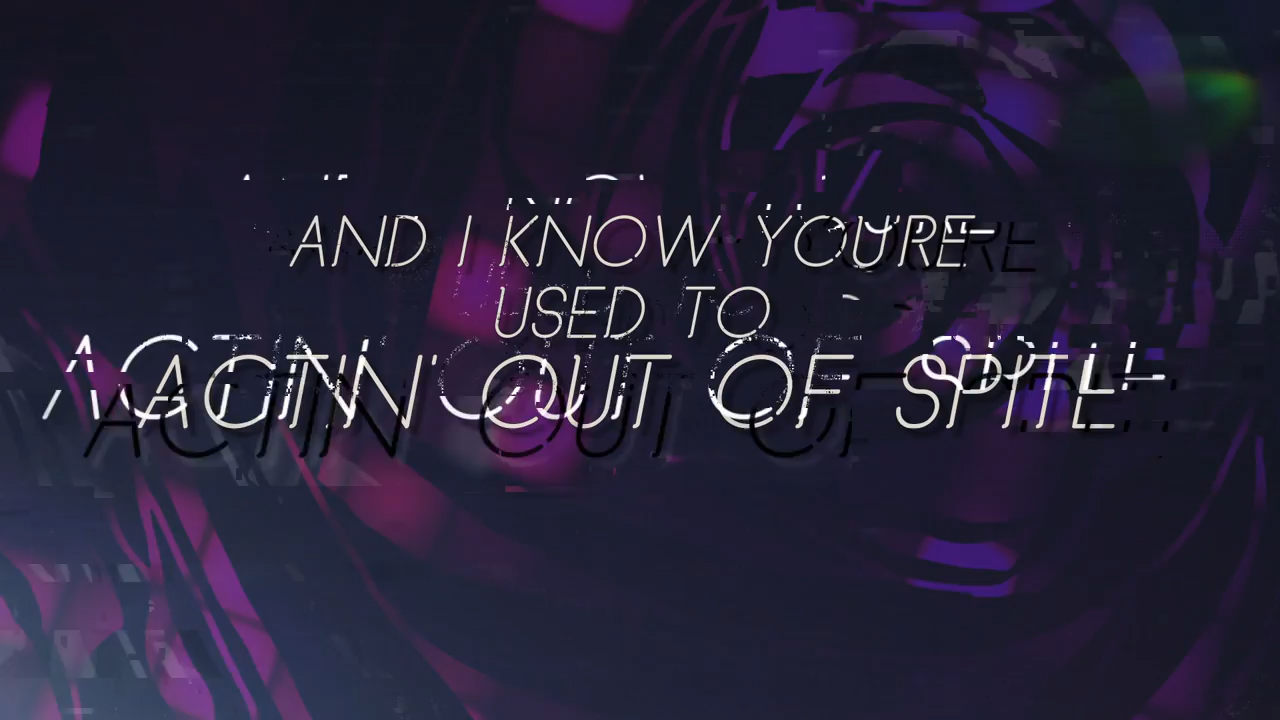 AND I KNOW YOU'RE
USED TO
ACTIN' OUT OF SPITE